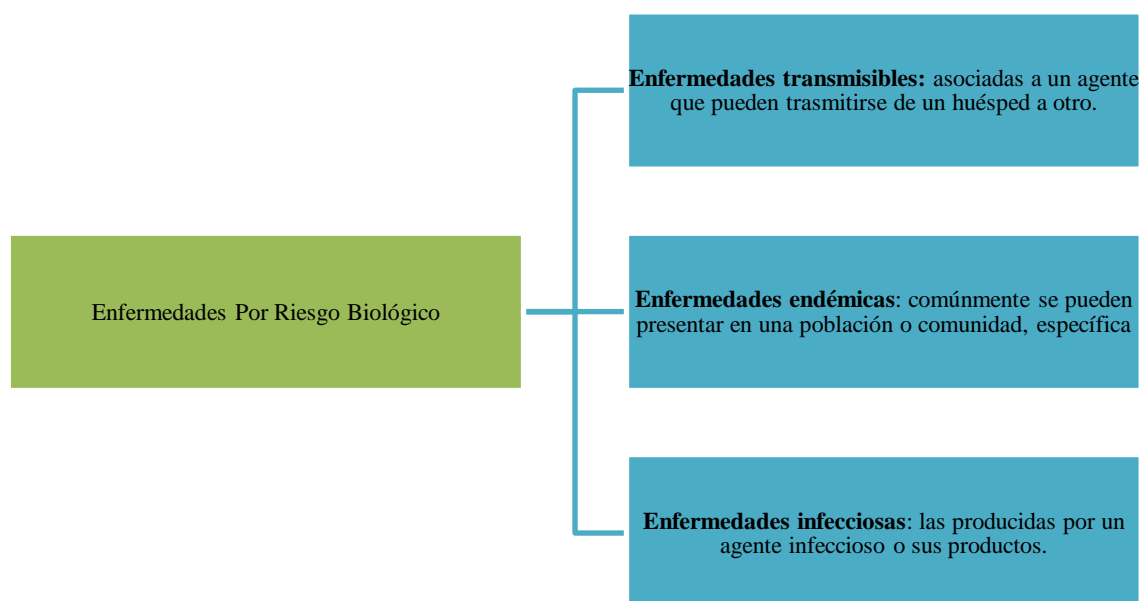 Enfermedades transmisibles: asociadas a un agente
que pueden trasmitirse de un huésped a otro.
Enfermedades Por Riesgo Biológico
Enfermedades endémicas: comúnmente se pueden
presentar en una población o comunidad, específica
Enfermedades infecciosas: las producidas por un
agente infeccioso o sus productos.